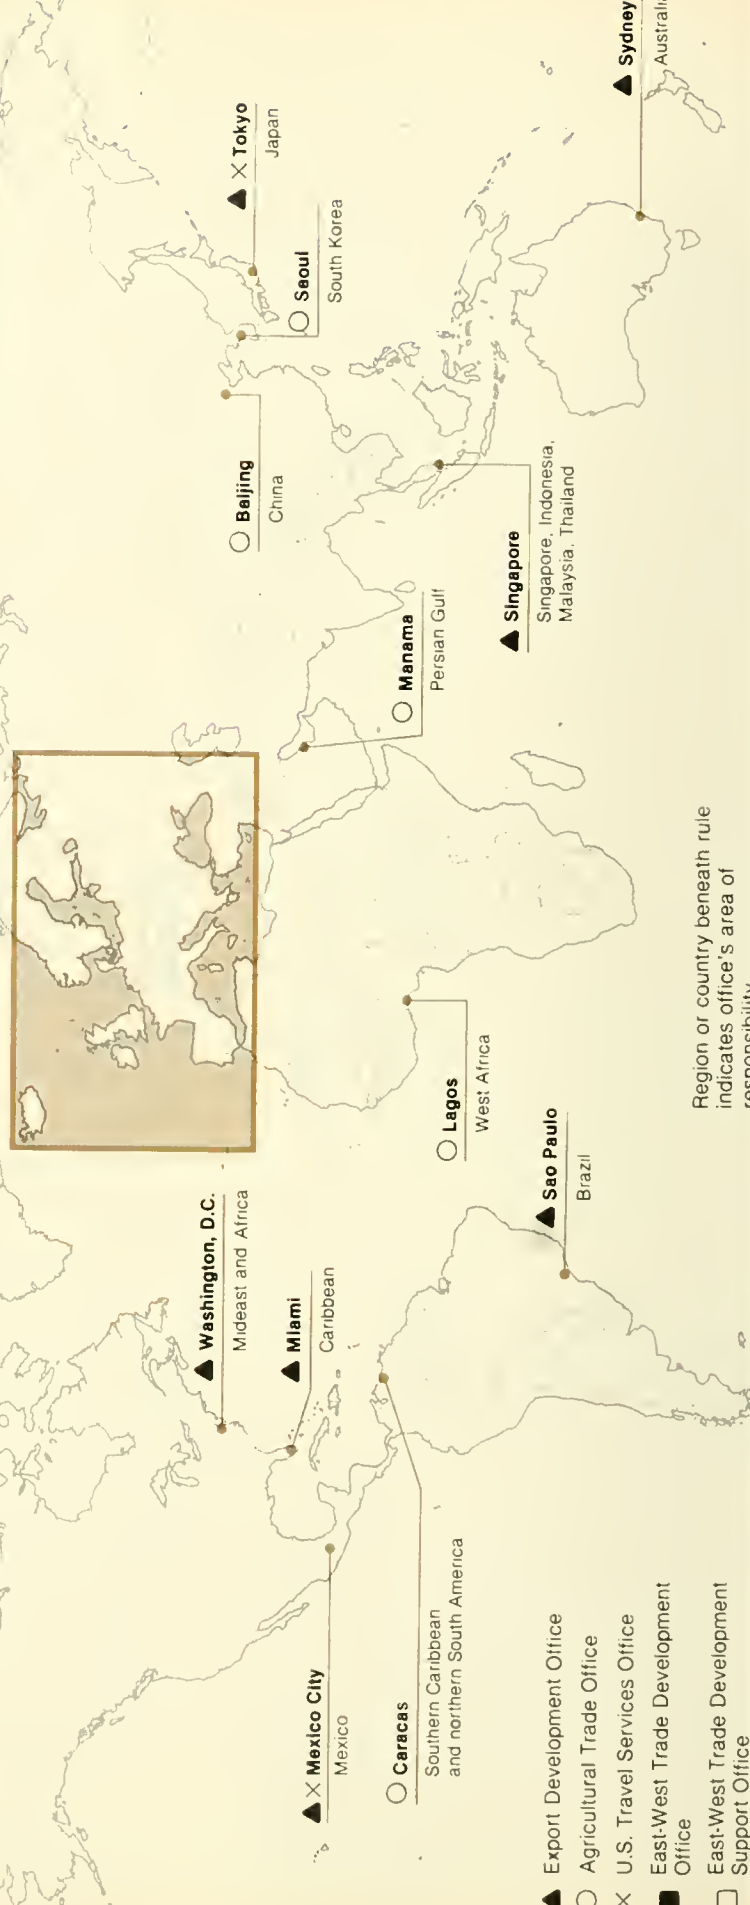 ▲ Washington, D.C.
Mideast and Africa
▲ Miami
Caribbean
▲ X Mexico City
Mexico
○ Caracas
Southern Caribbean
and northern South America
▲ Sao Paulo
Brazil
○ Lagos
West Africa
○ Manama
Persian Gulf
▲ Singapore
Singapore, Indonesia,
Malaysia, Thailand
○ Beijing
China
○ Seoul
South Korea
▲ X Tokyo
Japan
▲ Sydney
Australi
▲ Export Development Office
○ Agricultural Trade Office
X U.S. Travel Services Office
■ East-West Trade Development
Office
□ East-West Trade Development
Support Office
Region or country beneath rule
indicates office's area of
responsibility